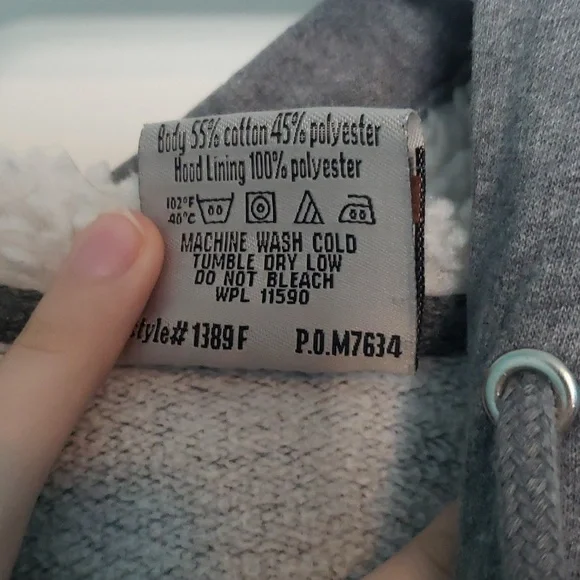 Body 55% cotton 45% polyester
Hood Lining 100% polyester
102°F
40°C
MACHINE WASH COLD
TUMBLE DRY LOW
DO NOT BLEACH
WPL 11590
Style# 1389F P.O.M7634